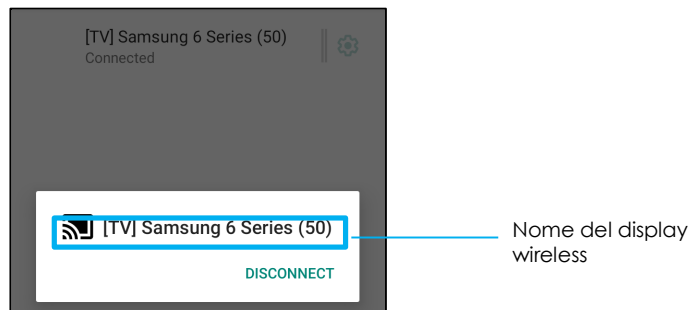 [TV] Samsung 6 Series (50)
Connected
[TV] Samsung 6 Series (50)
DISCONNECT
Nome del display
wireless